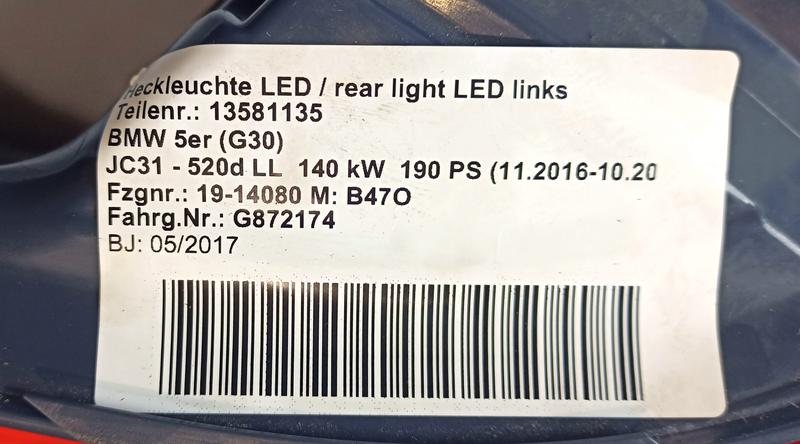 Heckleuchte LED / rear light LED links
Teilenr.: 13581135
BMW 5er (G30)
JC31 - 520d LL 140 kW 190 PS (11.2016-10.20
Fzgnr.: 19-14080 M: B47O
Fahrg.Nr.: G872174
BJ: 05/2017